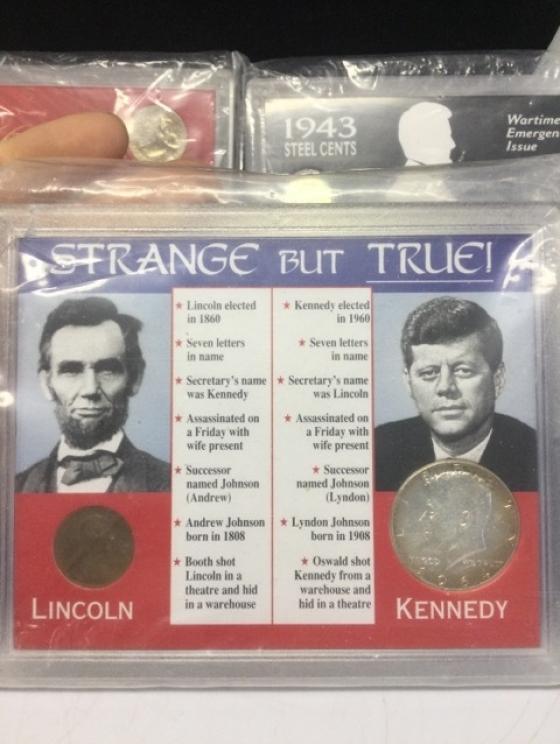 1943
STEEL CENTS
Wartime
Emergen
Issue
STRANGE BUT TRUE!
★ Lincoln elected
in 1860
★ Seven letters
in name
★ Secretary's name
was Kennedy
★ Assassinated on
a Friday with
wife present
★ Successor
named Johnson
(Andrew)
★ Andrew Johnson
born in 1808
★ Booth shot
Lincoln in a
theatre and hid
in a warehouse
★ Kennedy elected
in 1960
★ Seven letters
in name
★ Secretary's name
was Lincoln
★ Assassinated on
a Friday with
wife present
★ Successor
named Johnson
(Lyndon)
★ Lyndon Johnson
born in 1908
★ Oswald shot
Kennedy from a
warehouse and
hid in a theatre
LINCOLN
KENNEDY